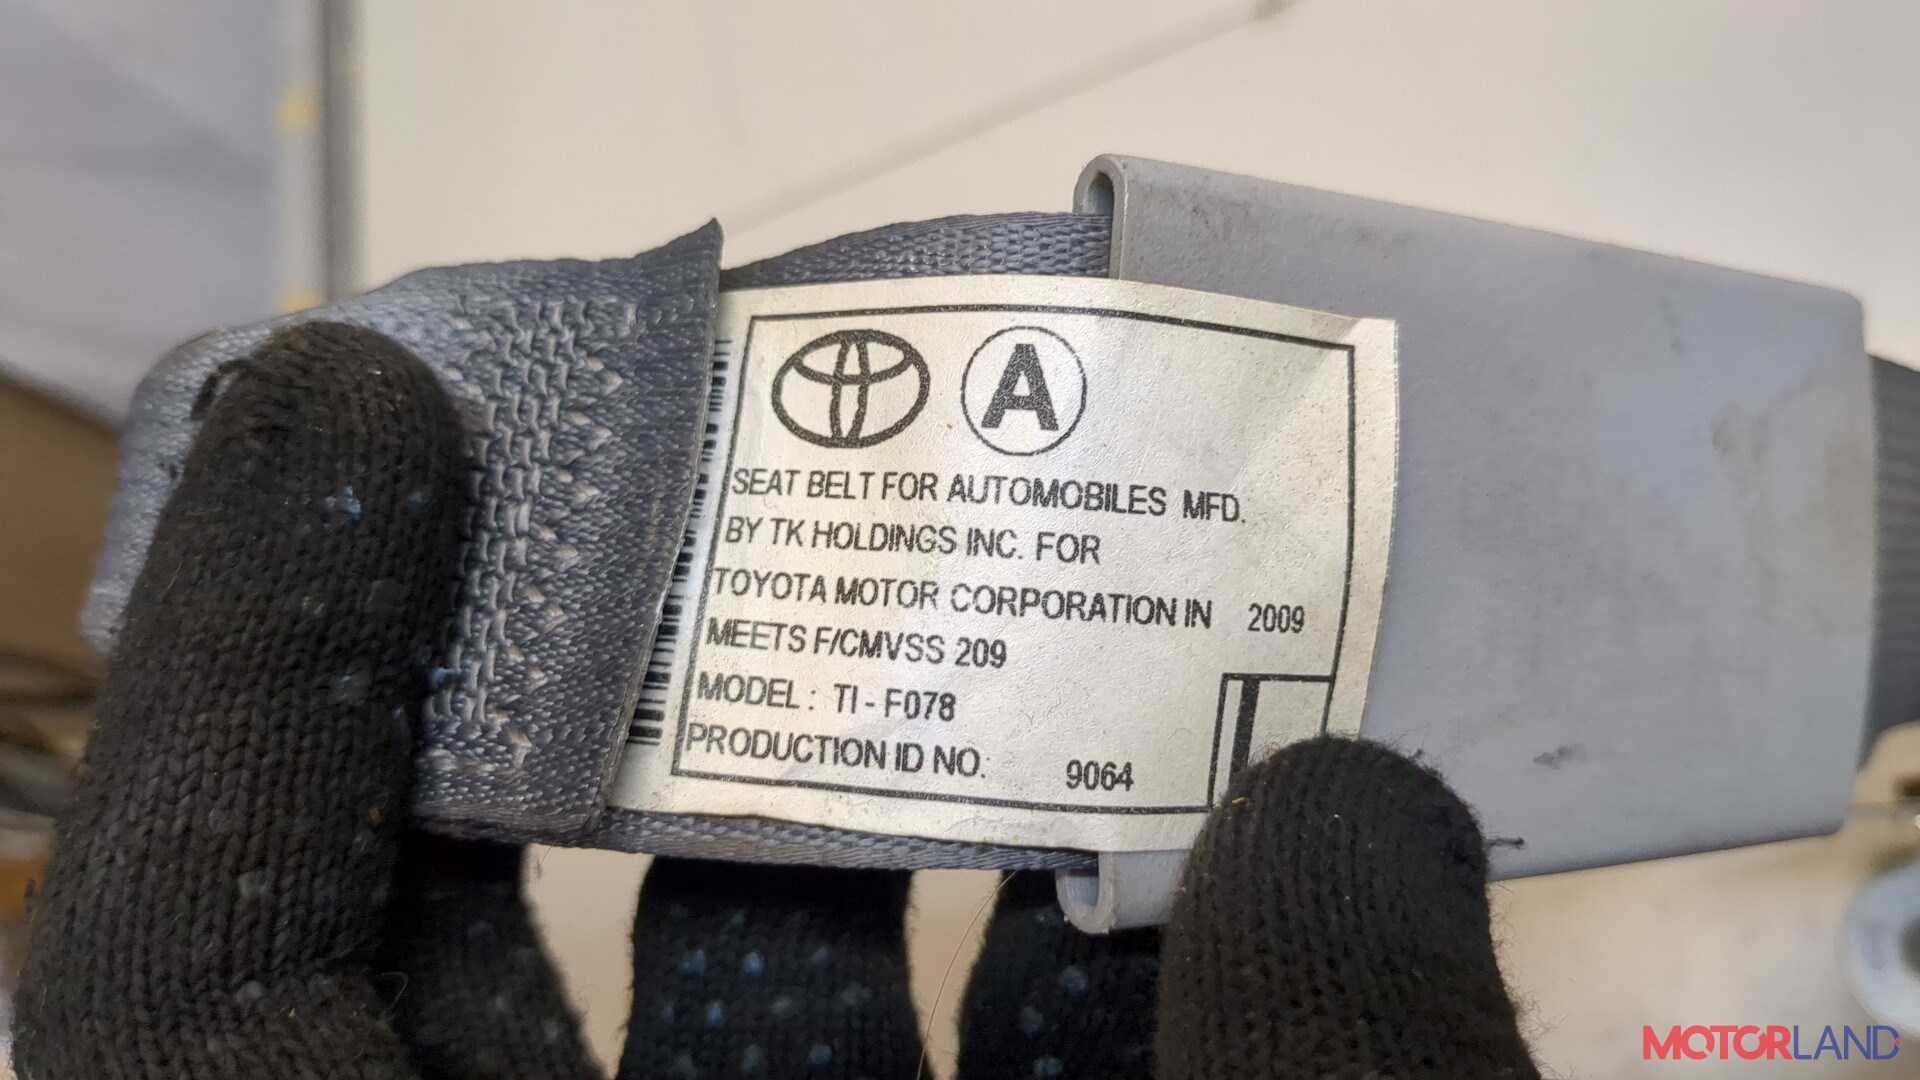 A
SEAT BELT FOR AUTOMOBILES MFD.
BY TK HOLDINGS INC. FOR
TOYOTA MOTOR CORPORATION IN 2009
MEETS F/CMVSS 209
MODEL : TI - F078
PRODUCTION ID NO. 9064
MOTORLAND